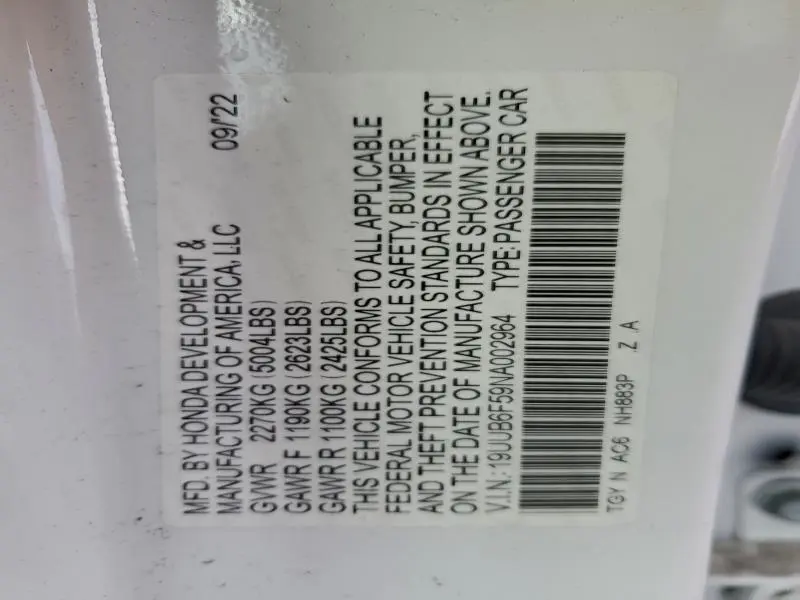 MFD. BY HONDA DEVELOPMENT &
MANUFACTURING OF AMERICA, LLC 09/'22
GVWR 2270KG (5004LBS)
GAWR F 1190KG (2623LBS)
GAWR R 1100KG (2425LBS)
THIS VEHICLE CONFORMS TO ALL APPLICABLE
FEDERAL MOTOR VEHICLE SAFETY, BUMPER,
AND THEFT PREVENTION STANDARDS IN EFFECT
ON THE DATE OF MANUFACTURE SHOWN ABOVE.
V.I.N.: 19UUB6F59NA002964 TYPE: PASSENGER CAR
TGY N AC6 NH883P Z A